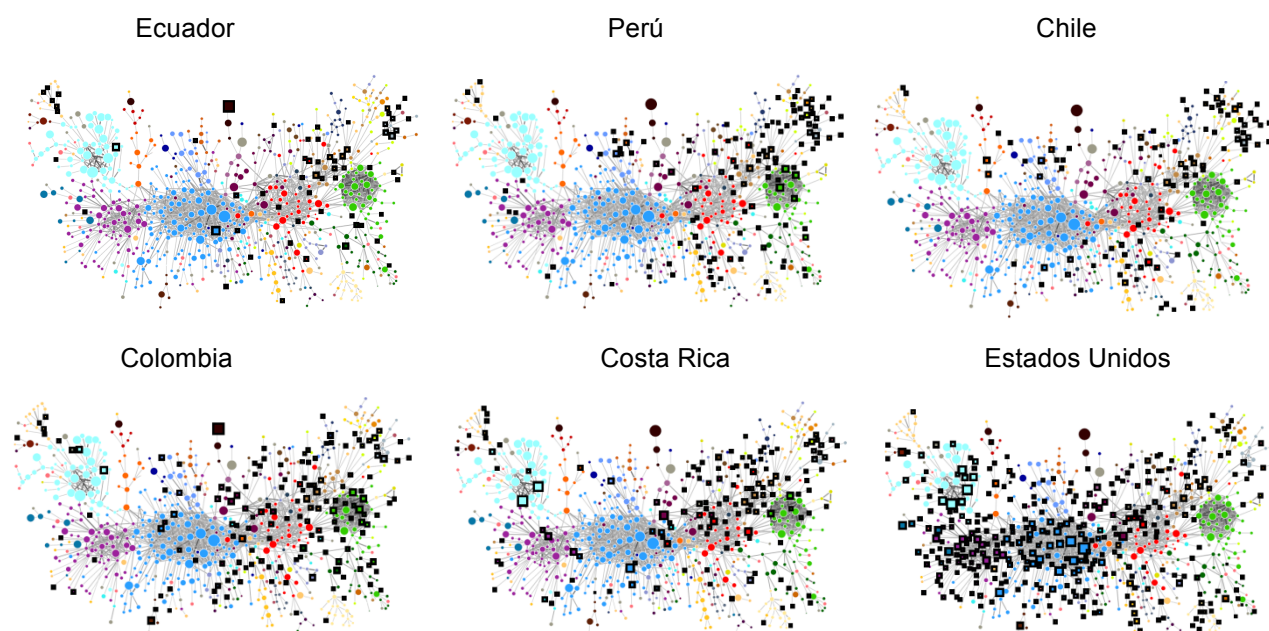 Ecuador
Perú
Chile
Colombia
Costa Rica
Estados Unidos